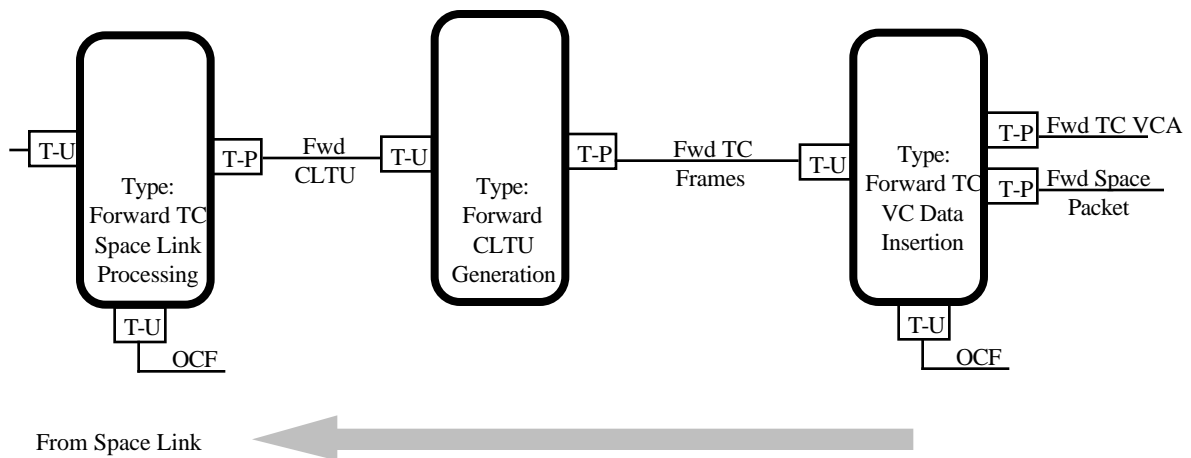 T-U
Type:
Forward TC
Space Link
Processing
T-P
T-U
OCF
Fwd
CLTU
T-U
Type:
Forward
CLTU
Generation
T-P
Fwd TC
Frames
T-U
Type:
Forward TC
VC Data
Insertion
T-P
Fwd TC VCA
T-P
Fwd Space
Packet
T-U
OCF
From Space Link